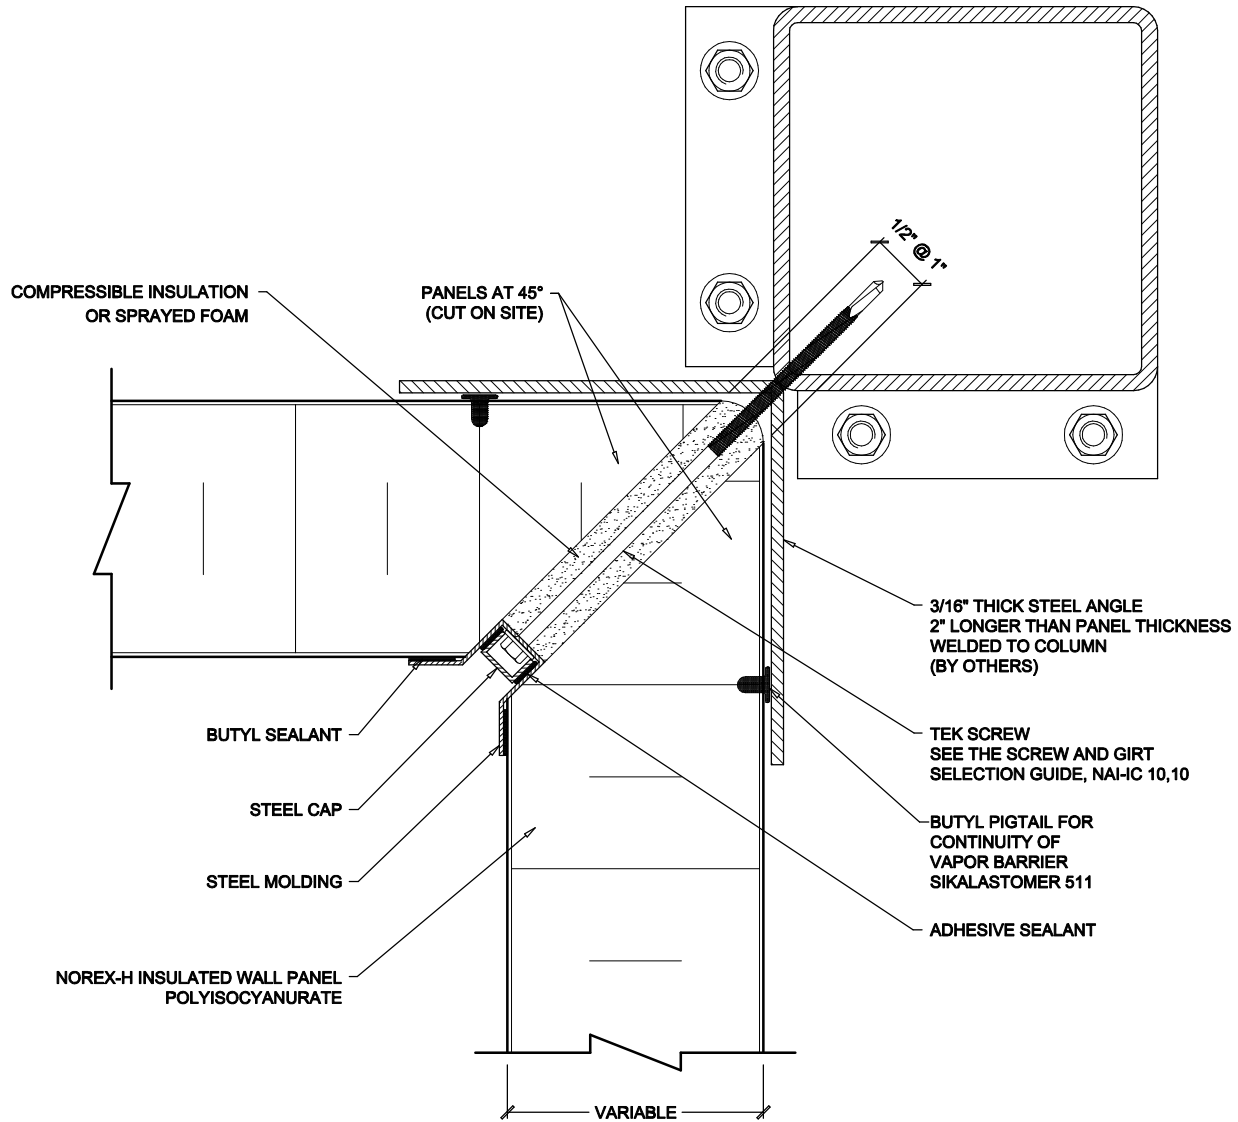 1/2" @ 1"
COMPRESSIBLE INSULATION
OR SPRAYED FOAM
PANELS AT 45°
(CUT ON SITE)
3/16" THICK STEEL ANGLE
2" LONGER THAN PANEL THICKNESS
WELDED TO COLUMN
(BY OTHERS)
BUTYL SEALANT
TEK SCREW
SEE THE SCREW AND GIRT
SELECTION GUIDE, NAI-IC 10,10
STEEL CAP
BUTYL PIGTAIL FOR
CONTINUITY OF
VAPOR BARRIER
SIKALASTOMER 511
STEEL MOLDING
ADHESIVE SEALANT
NOREX-H INSULATED WALL PANEL
POLYISOCYANURATE
VARIABLE